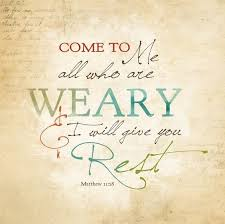 COME TO Me
all who are
WEARY
& I will give you
Rest
Matthew 11:28